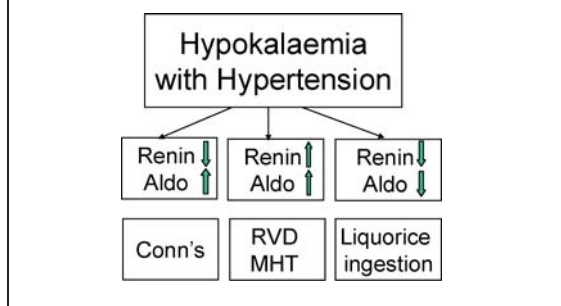 Hypokalaemia
with Hypertension
Renin
Aldo
Renin
Aldo
Renin
Aldo
Conn's
RVD
MHT
Liquorice
ingestion